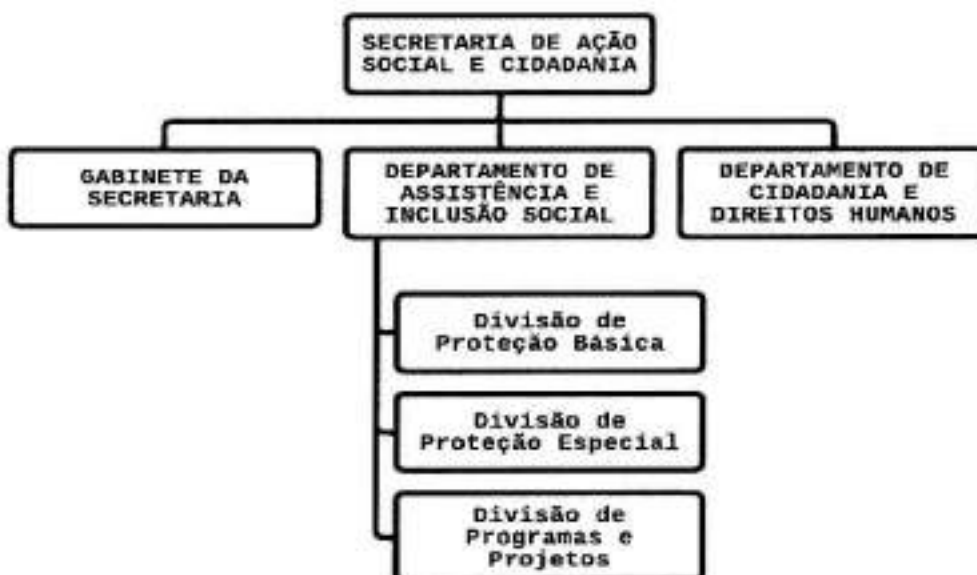 SECRETARIA DE AÇÃO
SOCIAL E CIDADANIA
GABINETE DA
SECRETARIA
DEPARTAMENTO DE
ASSISTÊNCIA E
INCLUSÃO SOCIAL
DEPARTAMENTO DE
CIDADANIA E
DIREITOS HUMANOS
Divisão de
Proteção Básica
Divisão de
Proteção Especial
Divisão de
Programas e
Projetos